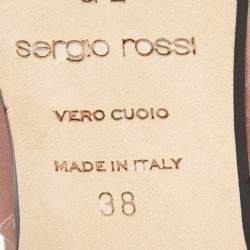 sergio rossi
VERO CUOIO
MADE IN ITALY
38